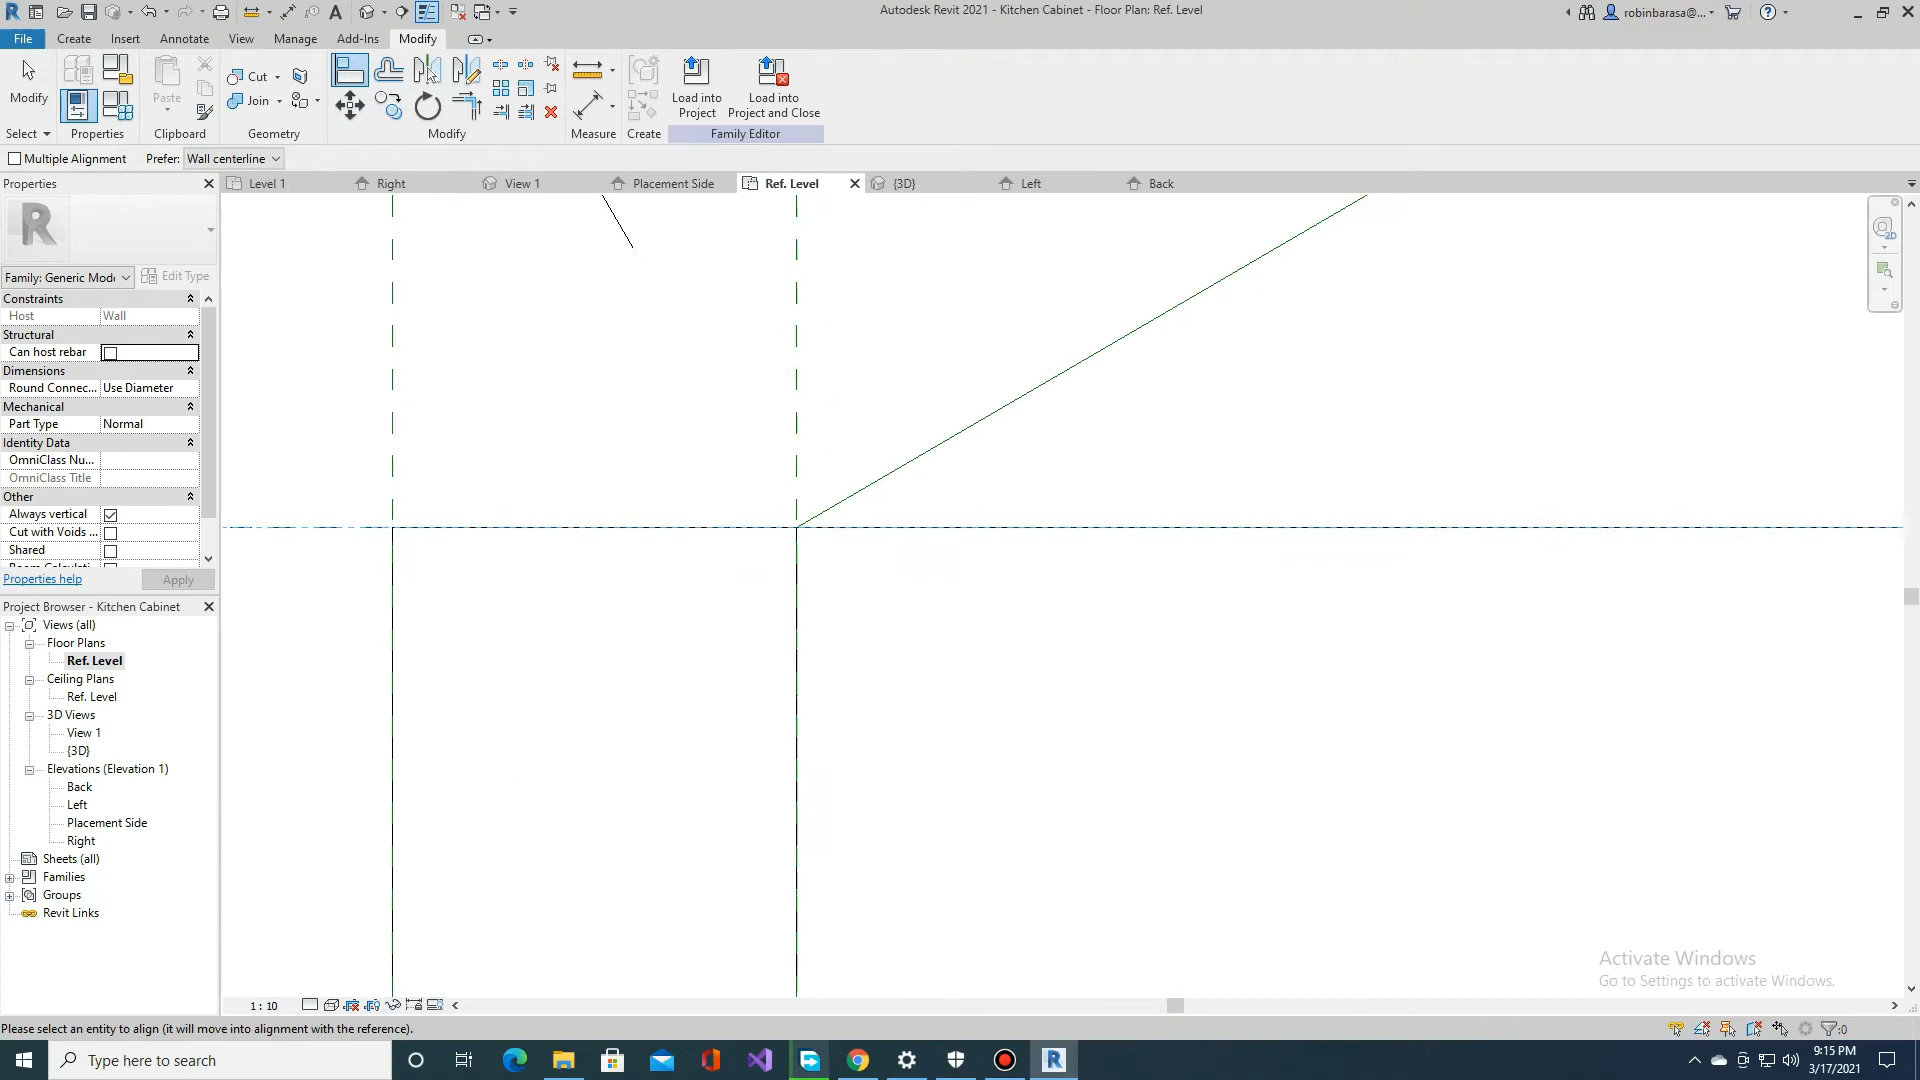 Autodesk Revit 2021 - Kitchen Cabinet - Floor Plan: Ref. Level
robinbarasa@...
File Create Insert Annotate View Manage Add-Ins Modify
Modify
Paste
Cut
Join
Load into Project
Load into Project and Close
Select Properties Clipboard Geometry Modify Measure Create Family Editor
Multiple Alignment Prefer: Wall centerline
Properties
Level 1 Right View 1 Placement Side Ref. Level {3D} Left Back
2D
R
Family: Generic Mode Edit Type
Constraints
Host Wall
Structural
Can host rebar
Dimensions
Round Connec... Use Diameter
Mechanical
Part Type Normal
Identity Data
OmniClass Nu...
OmniClass Title
Other
Always vertical
Cut with Voids ...
Shared
Properties help Apply
Project Browser - Kitchen Cabinet
Views (all)
Floor Plans
Ref. Level
Ceiling Plans
Ref. Level
3D Views
View 1
{3D}
Elevations (Elevation 1)
Back
Left
Placement Side
Right
Sheets (all)
Families
Groups
Revit Links
Activate Windows
Go to Settings to activate Windows.
1 : 10
Please select an entity to align (it will move into alignment with the reference).
:0
Type here to search
9:15 PM
3/17/2021